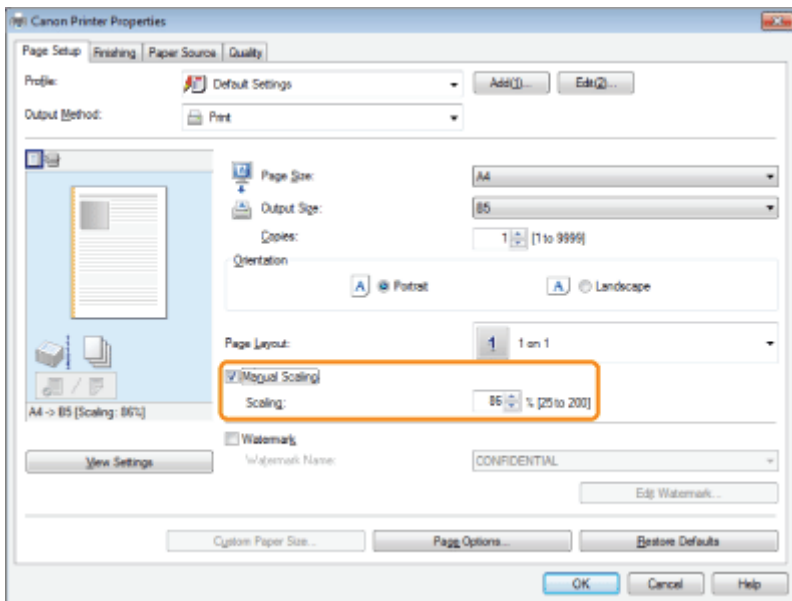 Canon Printer Properties
Page Setup Finishing Paper Source Quality
Profile: Default Settings Add(1)... Edit(2)...
Output Method: Print
Page Size: A4
Output Size: B5
Copies: 1 [1 to 9999]
Orientation
A Portrait A Landscape
Page Layout: 1 1 on 1
Manual Scaling
Scaling: 86 % [25 to 200]
A4 -> B5 [Scaling: 86%]
Watermark
View Settings Watermark Name: CONFIDENTIAL
Edit Watermark...
Custom Paper Size... Page Options... Restore Defaults
OK Cancel Help